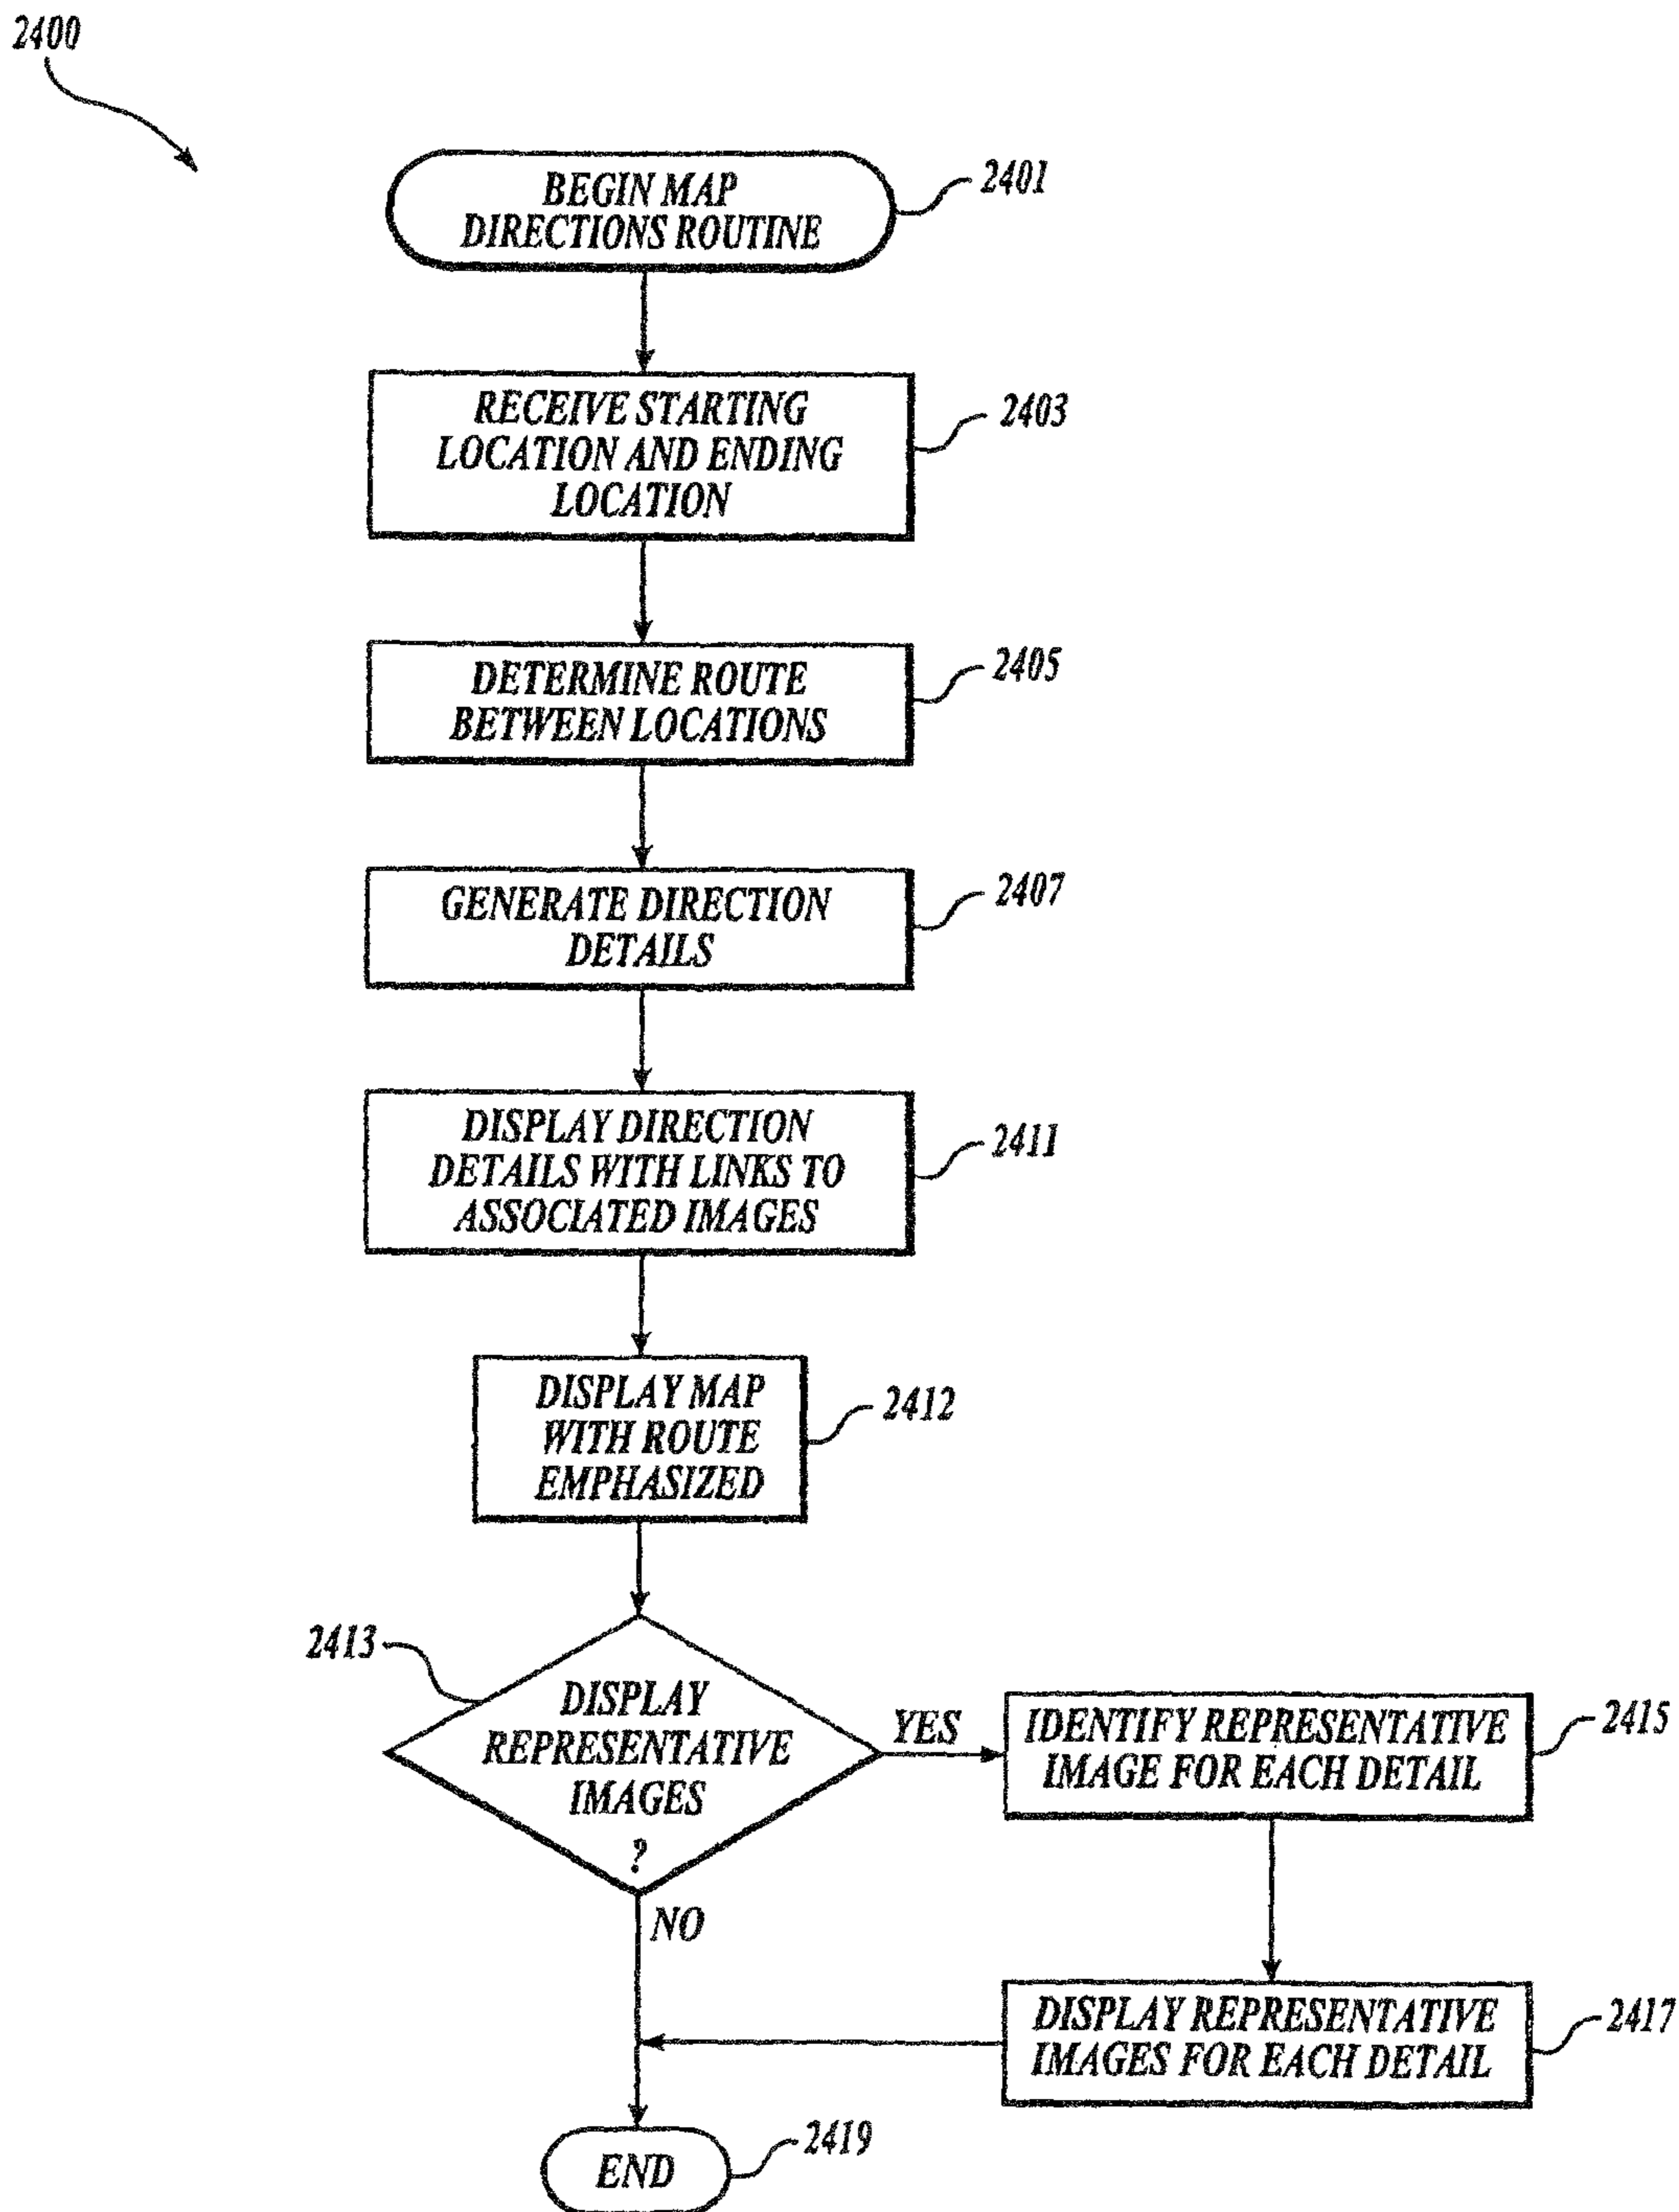 2400
BEGIN MAP
DIRECTIONS ROUTINE
2401
RECEIVE STARTING
LOCATION AND ENDING
LOCATION
2403
DETERMINE ROUTE
BETWEEN LOCATIONS
2405
GENERATE DIRECTION
DETAILS
2407
DISPLAY DIRECTION
DETAILS WITH LINKS TO
ASSOCIATED IMAGES
2411
DISPLAY MAP
WITH ROUTE
EMPHASIZED
2412
2413
DISPLAY
REPRESENTATIVE
IMAGES
?
YES
NO
IDENTIFY REPRESENTATIVE
IMAGE FOR EACH DETAIL
2415
DISPLAY REPRESENTATIVE
IMAGES FOR EACH DETAIL
2417
END
2419